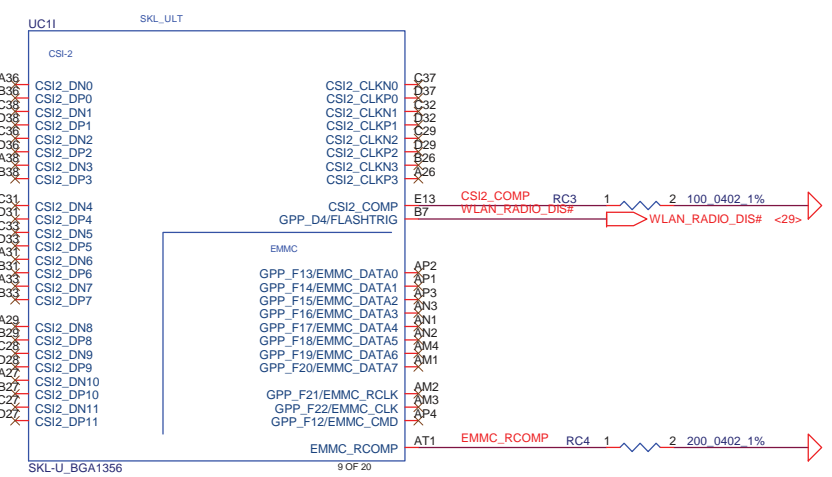 UC1I SKL_ULT
CSI-2
A36 CSI2_DN0 CSI2_CLKN0 C37
B36 CSI2_DP0 CSI2_CLKP0 D37
C38 CSI2_DN1 CSI2_CLKN1 C32
D38 CSI2_DP1 CSI2_CLKP1 D32
C36 CSI2_DN2 CSI2_CLKN2 C29
D36 CSI2_DP2 CSI2_CLKP2 D29
A38 CSI2_DN3 CSI2_CLKN3 B26
B38 CSI2_DP3 CSI2_CLKP3 A26
C31 CSI2_DN4 CSI2_COMP E13 CSI2_COMP RC3 1 2 100_0402_1%
D31 CSI2_DP4 GPP_D4/FLASHTRIG B7 WLAN_RADIO_DIS# WLAN_RADIO_DIS# <29>
C33 CSI2_DN5
D33 CSI2_DP5 EMMC
A31 CSI2_DN6
B31 CSI2_DP6 GPP_F13/EMMC_DATA0 AP2
A33 CSI2_DN7 GPP_F14/EMMC_DATA1 AP1
B33 CSI2_DP7 GPP_F15/EMMC_DATA2 AP3
GPP_F16/EMMC_DATA3 AN3
A29 CSI2_DN8 GPP_F17/EMMC_DATA4 AN1
B29 CSI2_DP8 GPP_F18/EMMC_DATA5 AN2
C28 CSI2_DN9 GPP_F19/EMMC_DATA6 AM4
D28 CSI2_DP9 GPP_F20/EMMC_DATA7 AM1
A27 CSI2_DN10
B27 CSI2_DP10 GPP_F21/EMMC_RCLK AM2
C27 CSI2_DN11 GPP_F22/EMMC_CLK AM3
D27 CSI2_DP11 GPP_F12/EMMC_CMD AP4
EMMC_RCOMP AT1 EMMC_RCOMP RC4 1 2 200_0402_1%
SKL-U_BGA1356 9 OF 20